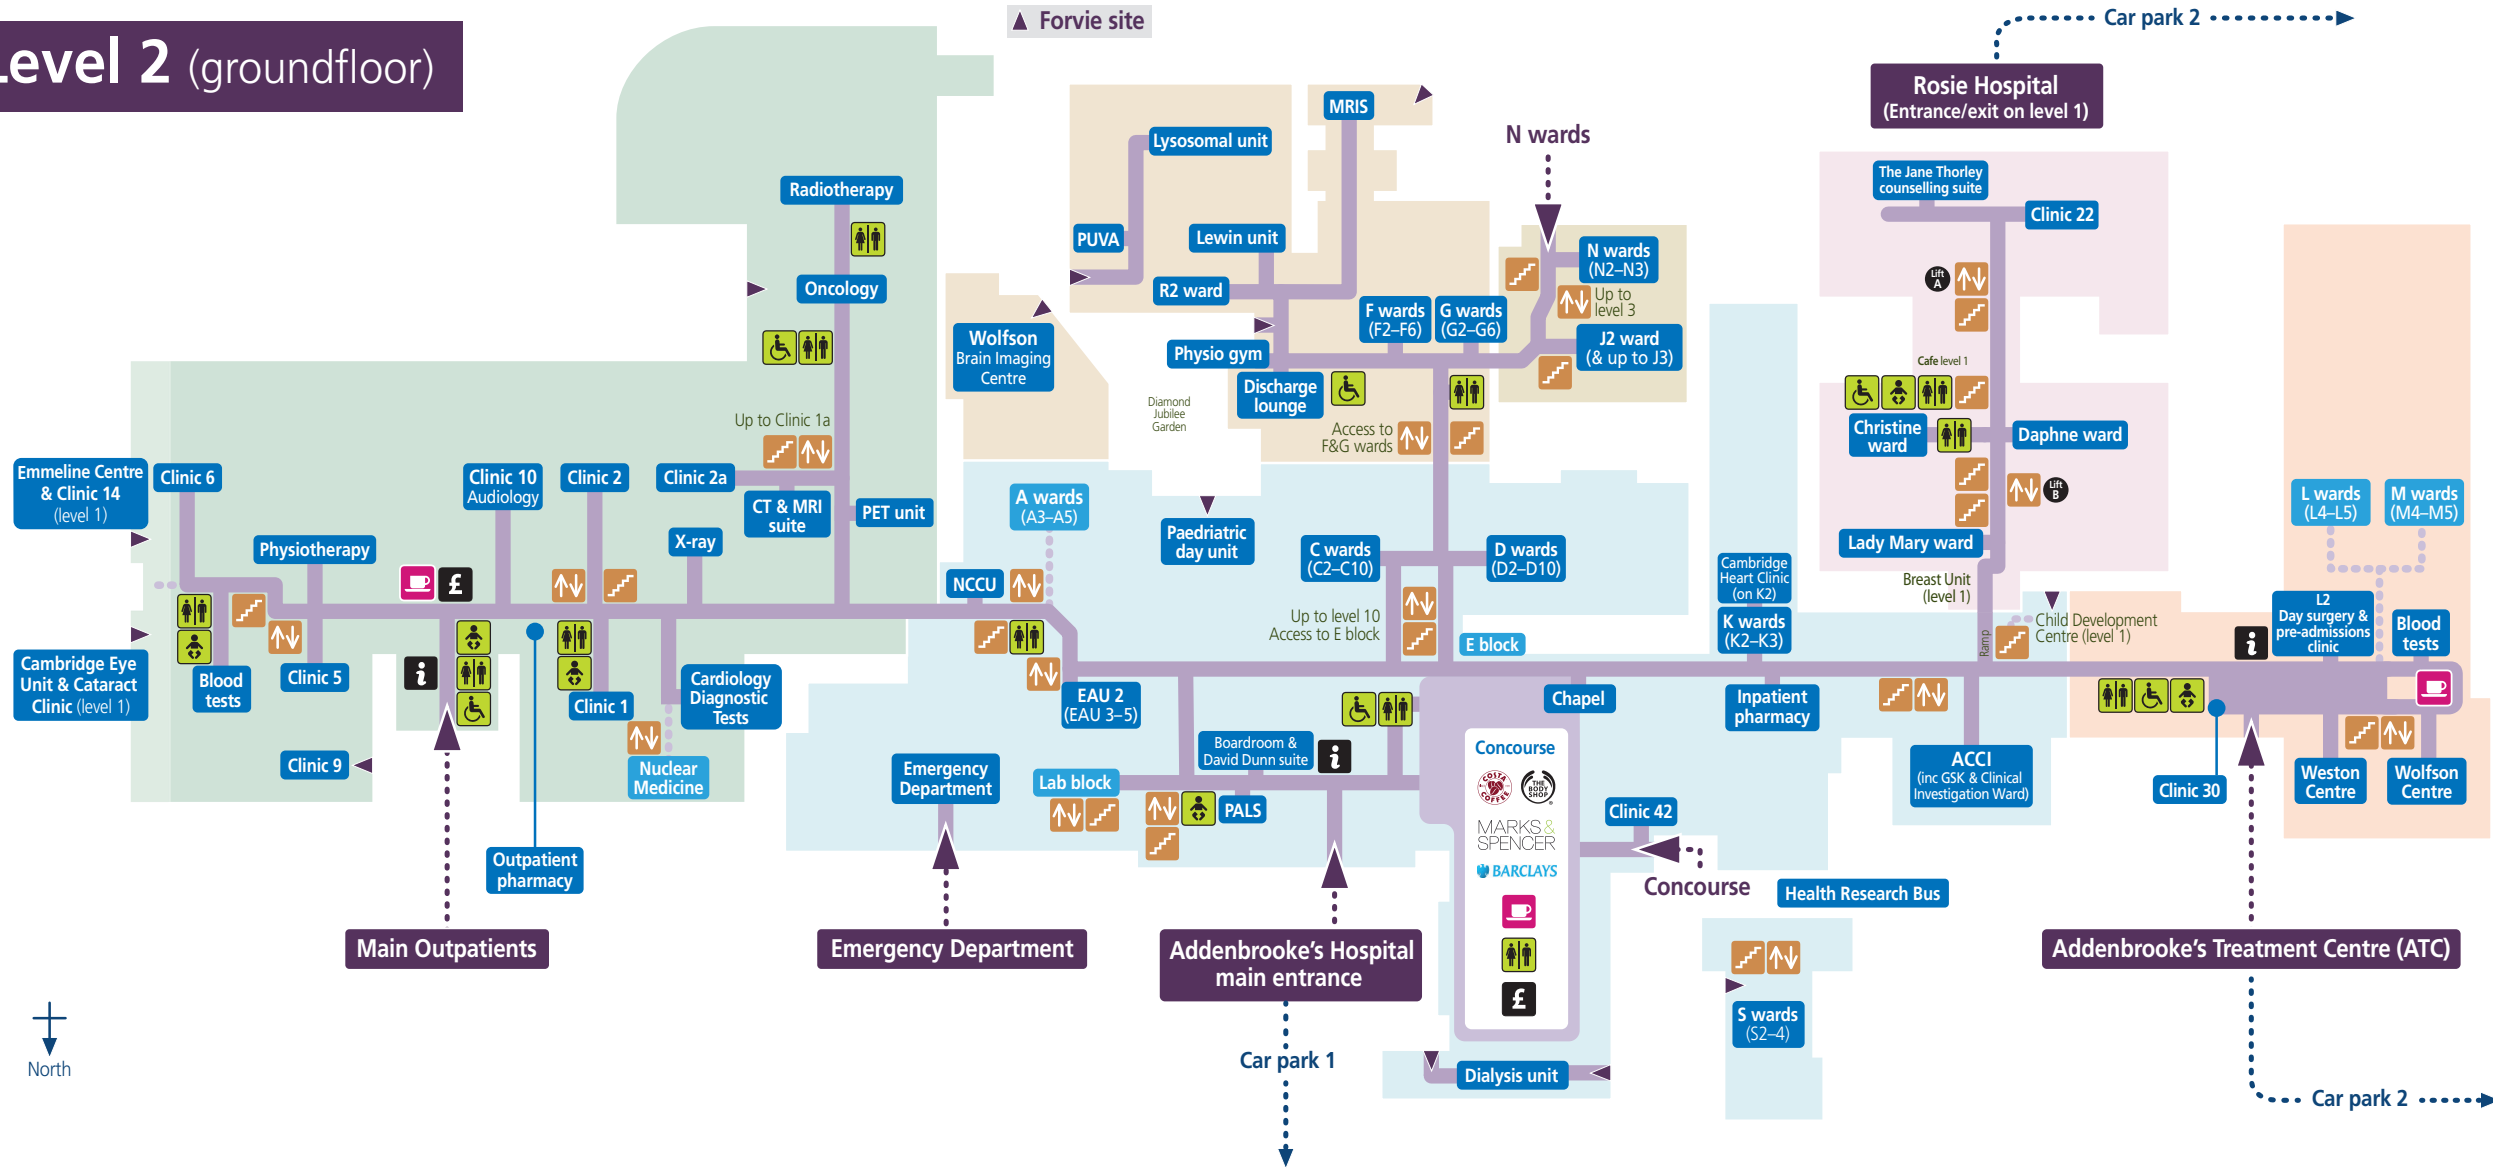 Level 2 (groundfloor)
Forvie site
Car park 2
Rosie Hospital
(Entrance/exit on level 1)
MRIS
N wards
Lysosomal unit
The Jane Thorley
counselling suite
Radiotherapy
Clinic 22
PUVA
Lewin unit
N wards
(N2–N3)
Oncology
R2 ward
Up to
level 3
Lift
A
F wards
(F2–F6)
G wards
(G2–G6)
Wolfson
Brain Imaging
Centre
Physio gym
J2 ward
(& up to J3)
Cafe level 1
Discharge
lounge
Diamond
Jubilee
Garden
Up to Clinic 1a
Access to
F&G wards
Christine
ward
Daphne ward
Emmeline Centre
& Clinic 14
(level 1)
Clinic 6
Clinic 10
Audiology
Clinic 2
Clinic 2a
CT & MRI
suite
PET unit
A wards
(A3–A5)
Lift
B
L wards
(L4–L5)
M wards
(M4–M5)
Physiotherapy
X-ray
Paedriatric
day unit
C wards
(C2–C10)
D wards
(D2–D10)
Lady Mary ward
NCCU
Cambridge
Heart Clinic
(on K2)
Breast Unit
(level 1)
£
Up to level 10
Access to E block
E block
K wards
(K2–K3)
Ramp
Child Development
Centre (level 1)
L2
Day surgery &
pre-admissions
clinic
Blood
tests
i
i
Cambridge Eye
Unit & Cataract
Clinic (level 1)
Blood
tests
Clinic 5
Clinic 1
Cardiology
Diagnostic
Tests
EAU 2
(EAU 3–5)
Chapel
Inpatient
pharmacy
Clinic 9
Nuclear
Medicine
Emergency
Department
Lab block
Boardroom &
David Dunn suite
i
PALS
Concourse
COSTA
COFFEE
THE
BODY
SHOP
MARKS&
SPENCER
BARCLAYS
£
Clinic 42
ACCI
(inc GSK & Clinical
Investigation Ward)
Clinic 30
Weston
Centre
Wolfson
Centre
Outpatient
pharmacy
Concourse
Health Research Bus
Main Outpatients
Emergency Department
Addenbrooke’s Hospital
main entrance
Addenbrooke’s Treatment Centre (ATC)
S wards
(S2–4)
North
Car park 1
Dialysis unit
Car park 2